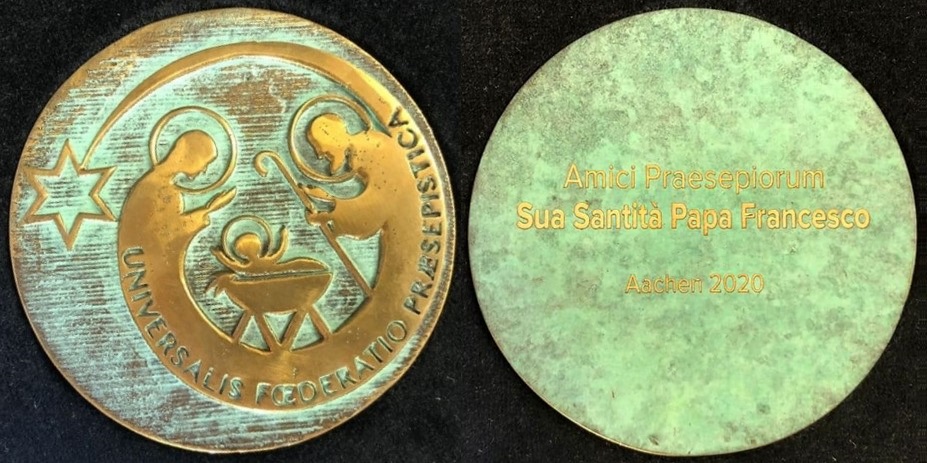 UNIVERSALIS FŒDERATIO PRÆSEPISTICA
Amici Praesepiorum
Sua Santità Papa Francesco
Aachen 2020